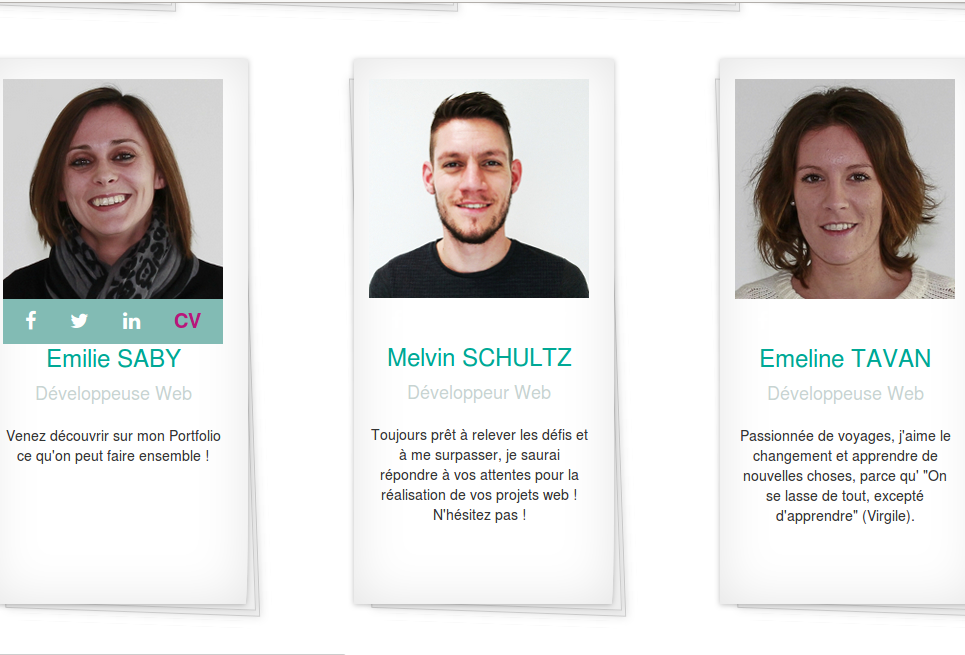 CV
Emilie SABY
Développeuse Web
Venez découvrir sur mon Portfolio
ce qu'on peut faire ensemble !
Melvin SCHULTZ
Développeur Web
Toujours prêt à relever les défis et
à me surpasser, je saurai
répondre à vos attentes pour la
réalisation de vos projets web !
N'hésitez pas !
Emeline TAVAN
Développeuse Web
Passionnée de voyages, j'aime le
changement et apprendre de
nouvelles choses, parce qu' "On
se lasse de tout, excepté
d'apprendre" (Virgile).